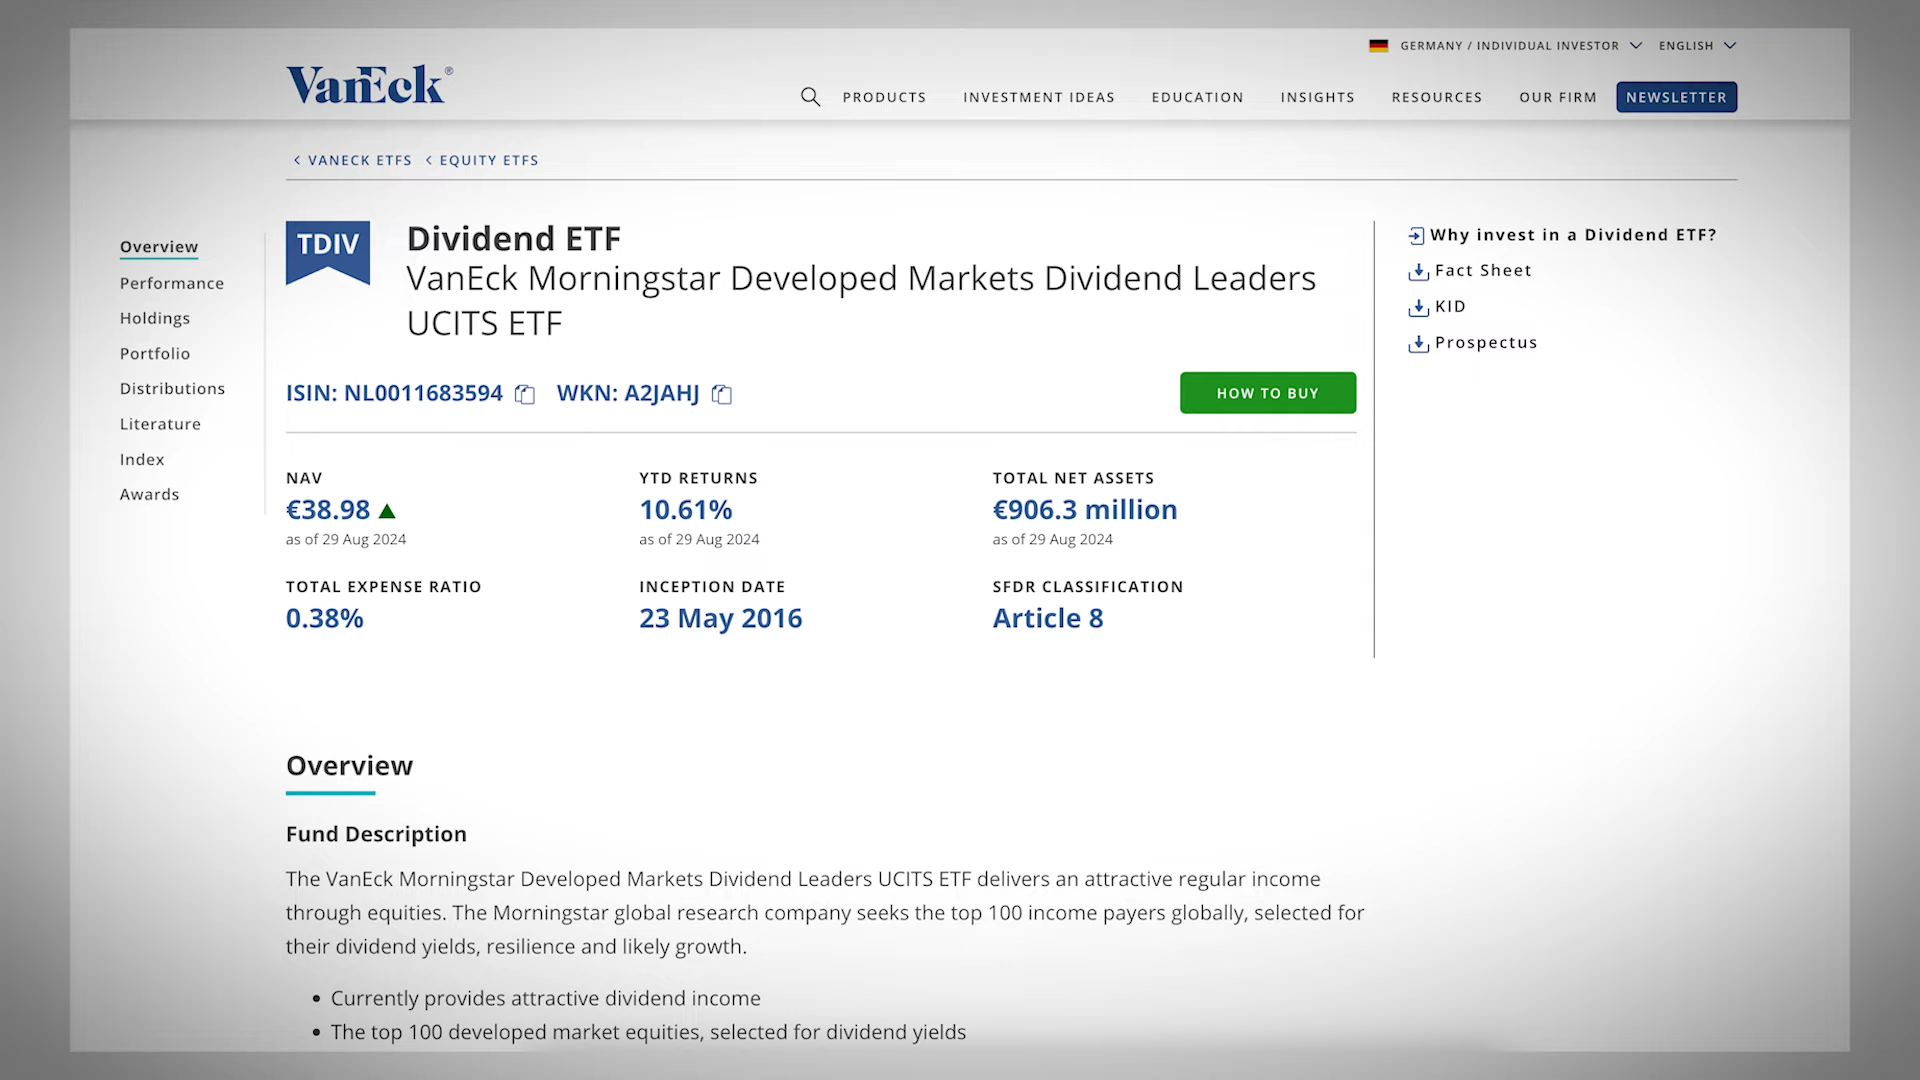 GERMANY / INDIVIDUAL INVESTOR
ENGLISH
VanEck®
PRODUCTS
INVESTMENT IDEAS
EDUCATION
INSIGHTS
RESOURCES
OUR FIRM
NEWSLETTER
< VANECK ETFS < EQUITY ETFS
Overview
Performance
Holdings
Portfolio
Distributions
Literature
Index
Awards
TDIV
Dividend ETF
VanEck Morningstar Developed Markets Dividend Leaders
UCITS ETF
ISIN: NL0011683594 WKN: A2JAHJ
HOW TO BUY
Why invest in a Dividend ETF?
Fact Sheet
KID
Prospectus
NAV
€38.98
as of 29 Aug 2024
YTD RETURNS
10.61%
as of 29 Aug 2024
TOTAL NET ASSETS
€906.3 million
as of 29 Aug 2024
TOTAL EXPENSE RATIO
0.38%
INCEPTION DATE
23 May 2016
SFDR CLASSIFICATION
Article 8
Overview
Fund Description
The VanEck Morningstar Developed Markets Dividend Leaders UCITS ETF delivers an attractive regular income
through equities. The Morningstar global research company seeks the top 100 income payers globally, selected for
their dividend yields, resilience and likely growth.
• Currently provides attractive dividend income
• The top 100 developed market equities, selected for dividend yields